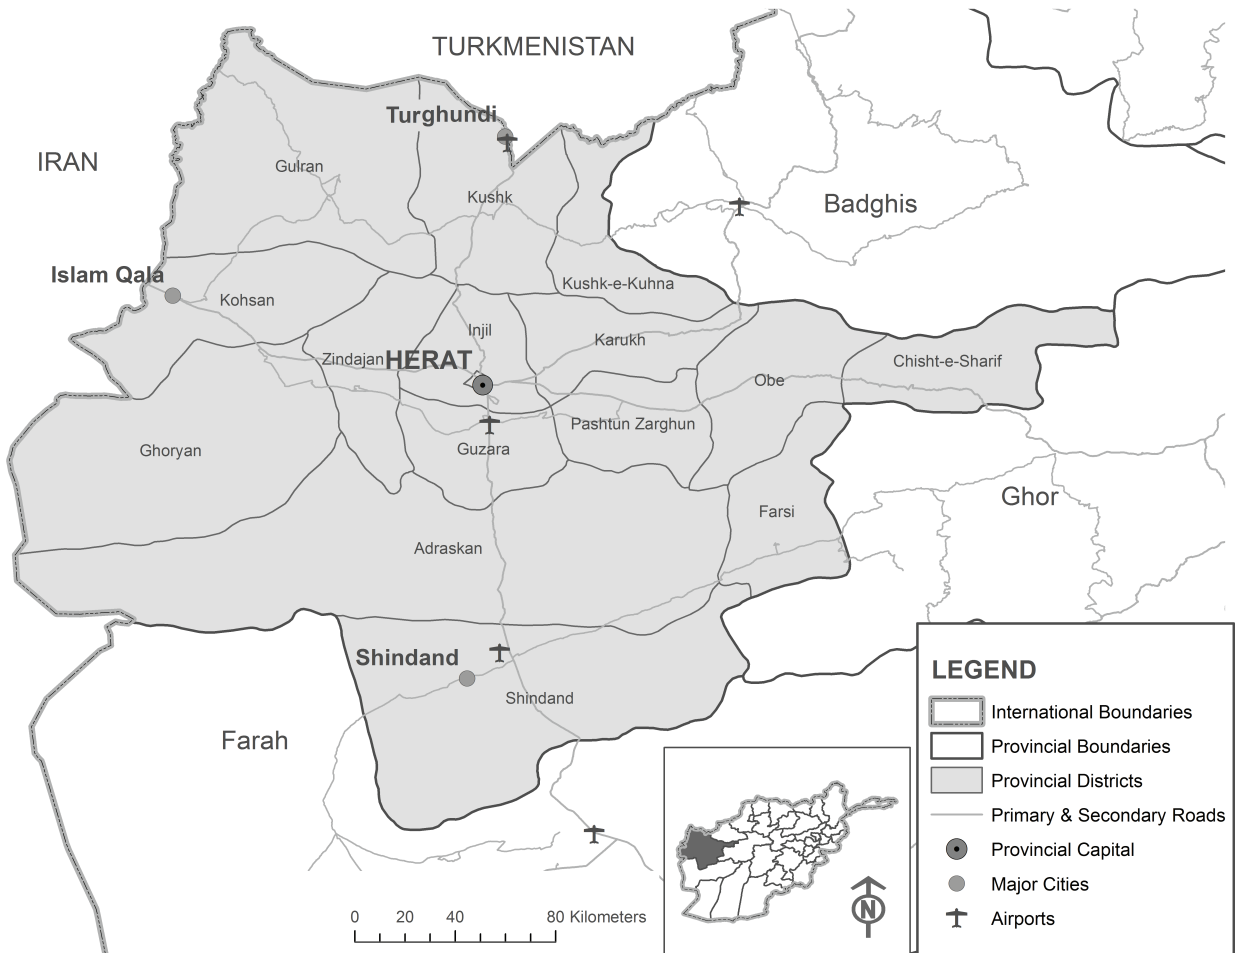 TURKMENISTAN
Turghundi
IRAN
Gulran
Kushk
Badghis
Islam Qala
Kushk-e-Kuhna
Kohsan
Injil
Karukh
Zindajan
HERAT
Chisht-e-Sharif
Obe
Pashtun Zarghun
Ghoryan
Guzara
Ghor
Farsi
Adraskan
Shindand
Shindand
Farah
LEGEND
International Boundaries
Provincial Boundaries
Provincial Districts
Primary & Secondary Roads
Provincial Capital
Major Cities
Airports
N
0 20 40 80 Kilometers